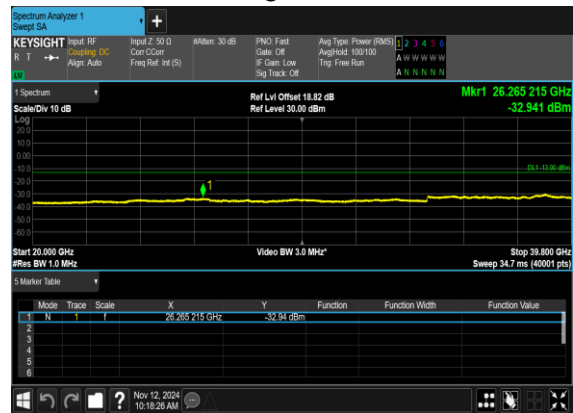 Spectrum Analyzer 1
Swept SA
+
KEYSIGHT Input: RF Input Z: 50 Ω #Atten: 30 dB PNO: Fast Avg Type: Power (RMS) 1 2 3 4 5 6
R T Coupling: DC Corr CCorr Gate: Off Avg|Hold: 100/100 A W W W W W
Align: Auto Freq Ref: Int (S) IF Gain: Low Trig: Free Run
LW Sig Track: Off A N N N N N
1 Spectrum Ref Lvl Offset 18.82 dB Mkr1 26.265 215 GHz
Scale/Div 10 dB Ref Level 30.00 dBm -32.941 dBm
Log
20.0
10.0
0.00
-10.0 DL1 -13.00 dBm
-20.0
1
-30.0
-40.0
-50.0
-60.0
Start 20.000 GHz Video BW 3.0 MHz* Stop 39.800 GHz
#Res BW 1.0 MHz Sweep 34.7 ms (40001 pts)
5 Marker Table
Mode Trace Scale X Y Function Function Width Function Value
1 N 1 f 26.265 215 GHz -32.94 dBm
2
3
4
5
6
? Nov 12, 2024
10:18:26 AM